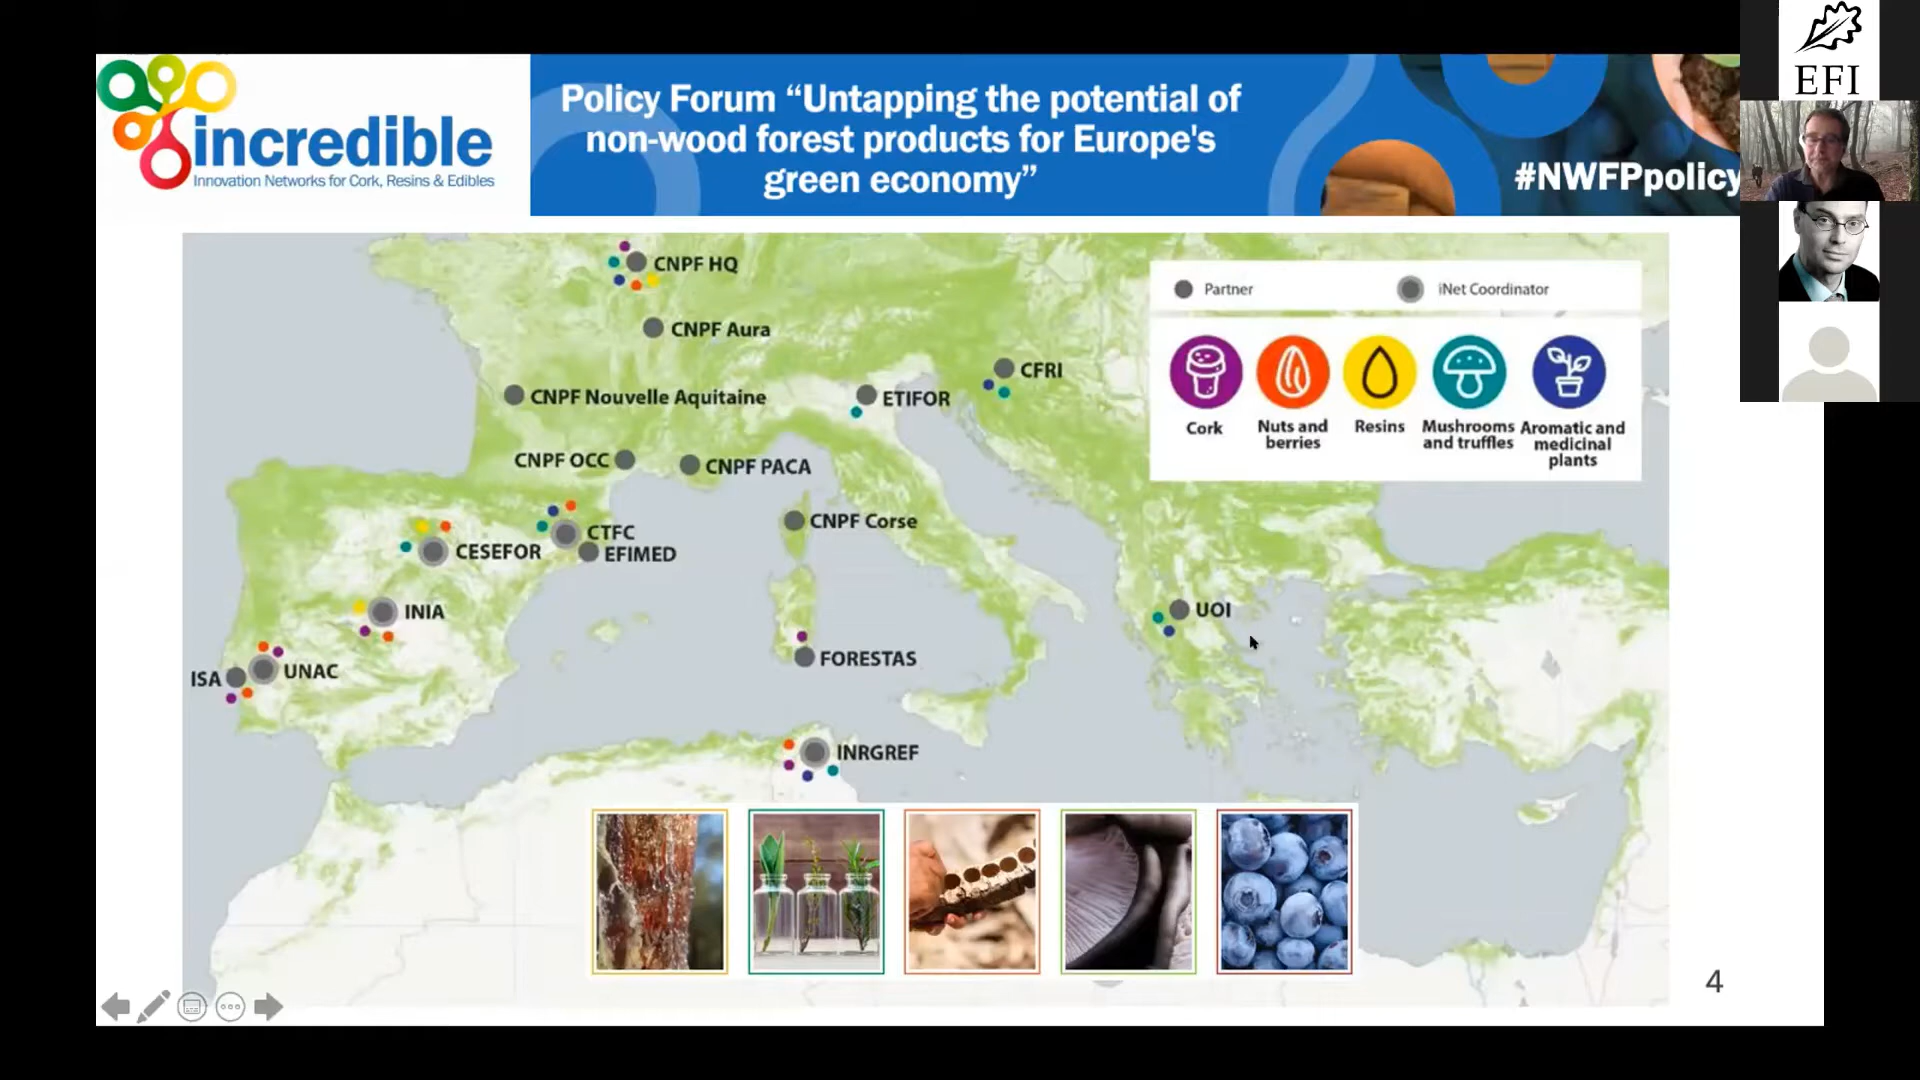 incredible
Innovation Networks for Cork, Resins & Edibles
Policy Forum “Untapping the potential of
non-wood forest products for Europe's
green economy”
#NWFPpolicy
EFI
CNPF HQ
CNPF Aura
CNPF Nouvelle Aquitaine
ETIFOR
CFRI
CNPF OCC
CNPF PACA
CNPF Corse
CTFC
EFIMED
CESEFOR
INIA
UNAC
ISA
FORESTAS
UOI
INRGREF
Partner
iNet Coordinator
Cork
Nuts and
berries
Resins
Mushrooms
and truffles
Aromatic and
medicinal
plants
4